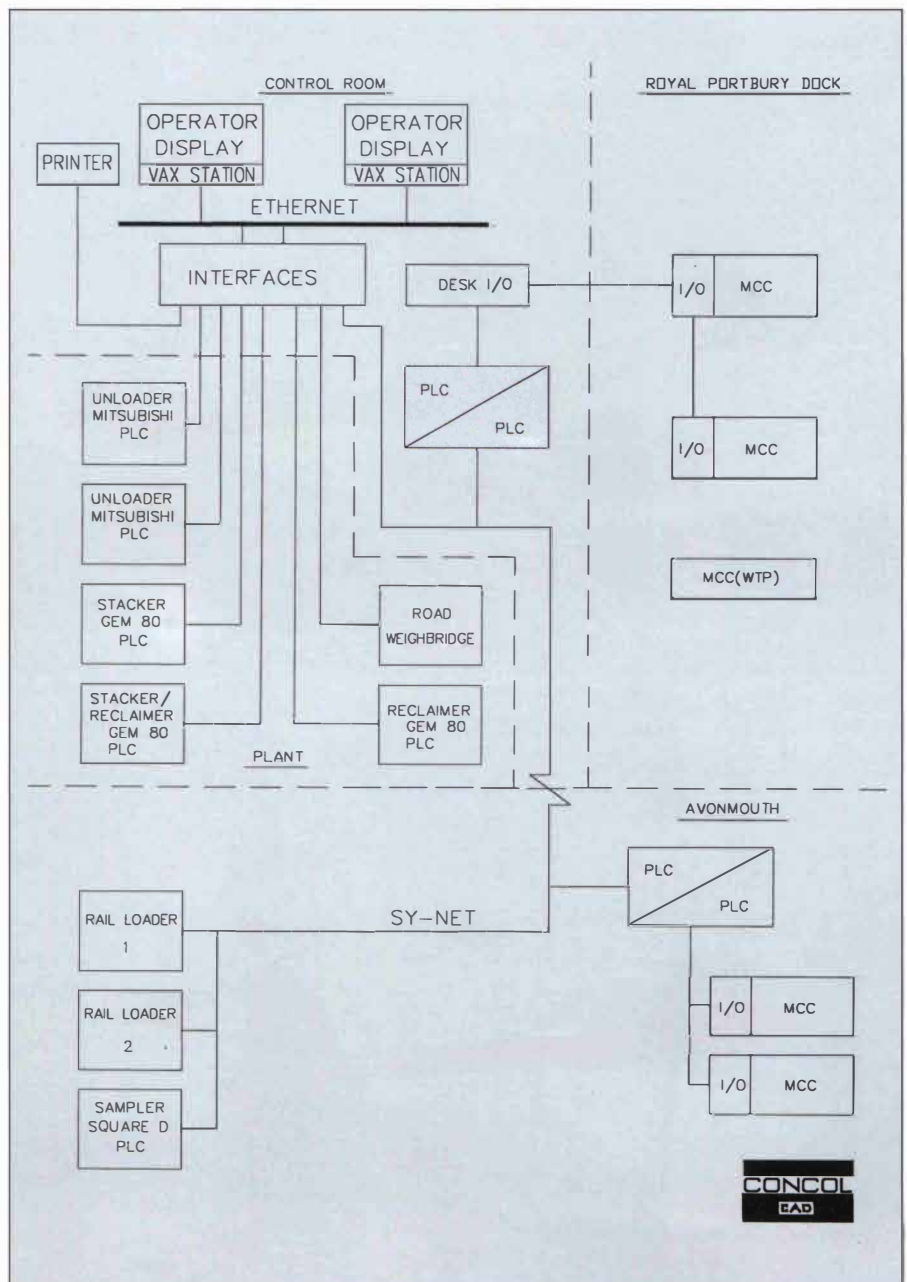 CONTROL ROOM
ROYAL PORTBURY DOCK
OPERATOR
DISPLAY
VAX STATION
OPERATOR
DISPLAY
VAX STATION
PRINTER
ETHERNET
INTERFACES
DESK I/O
I/O MCC
PLC
PLC
UNLOADER
MITSUBISHI
PLC
I/O MCC
UNLOADER
MITSUBISHI
PLC
MCC(WTP)
STACKER
GEM 80
PLC
ROAD
WEIGHBRIDGE
STACKER/
RECLAIMER
GEM 80
PLC
RECLAIMER
GEM 80
PLC
PLANT
AVONMOUTH
PLC
PLC
RAIL LOADER
1
SY-NET
I/O MCC
RAIL LOADER
2
I/O MCC
SAMPLER
SQUARE D
PLC
CONCOL
CAD